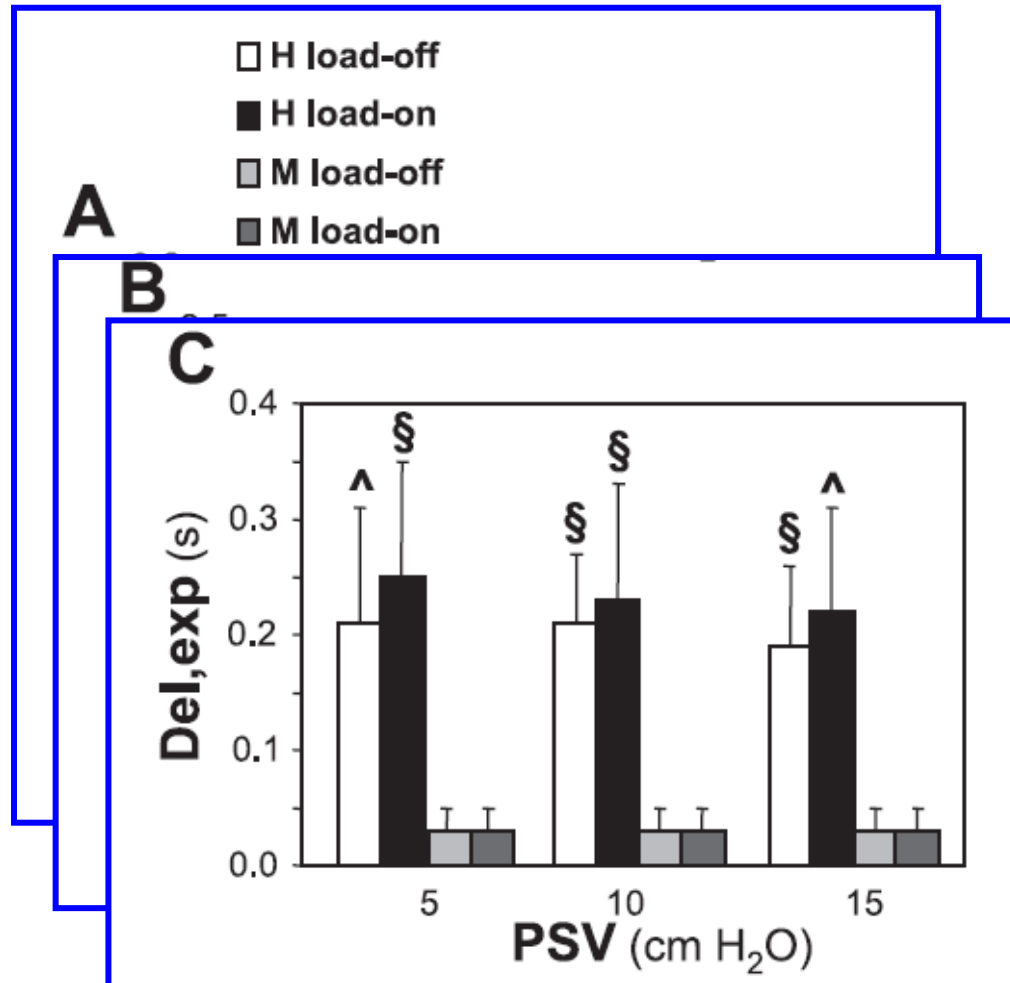 H load-off
H load-on
M load-off
M load-on
A
B
C
0.4
0.3
0.2
0.1
0.0
Del,exp (s)
^
§
§
§
§
^
5
10
15
PSV (cm H₂O)